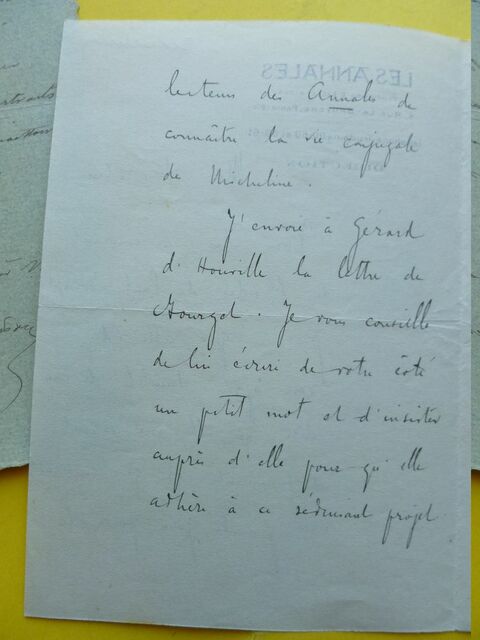 lecteurs des Annales de
connaître la vie conjugale
de Micheline.
J'envoie à Gérard
d'Houville la lettre de
Hourgel. Je vous conseille
de lui écrire de votre côté
un petit mot et d'insister
auprès d'elle pour qu'elle
adhère à ce séduisant projet
LES ANNALES